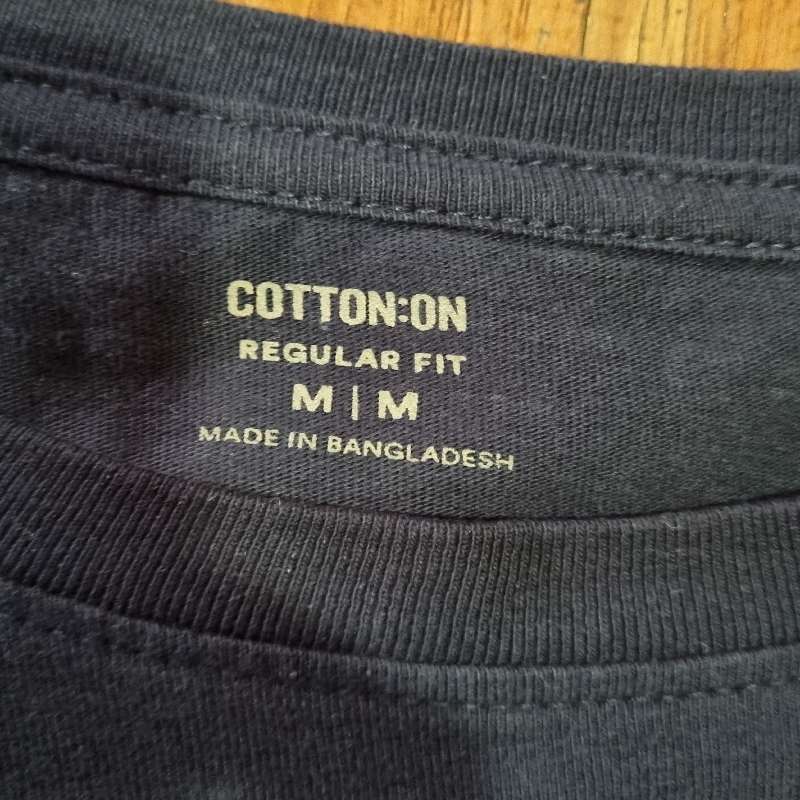 COTTON:ON
REGULAR FIT
M | M
MADE IN BANGLADESH